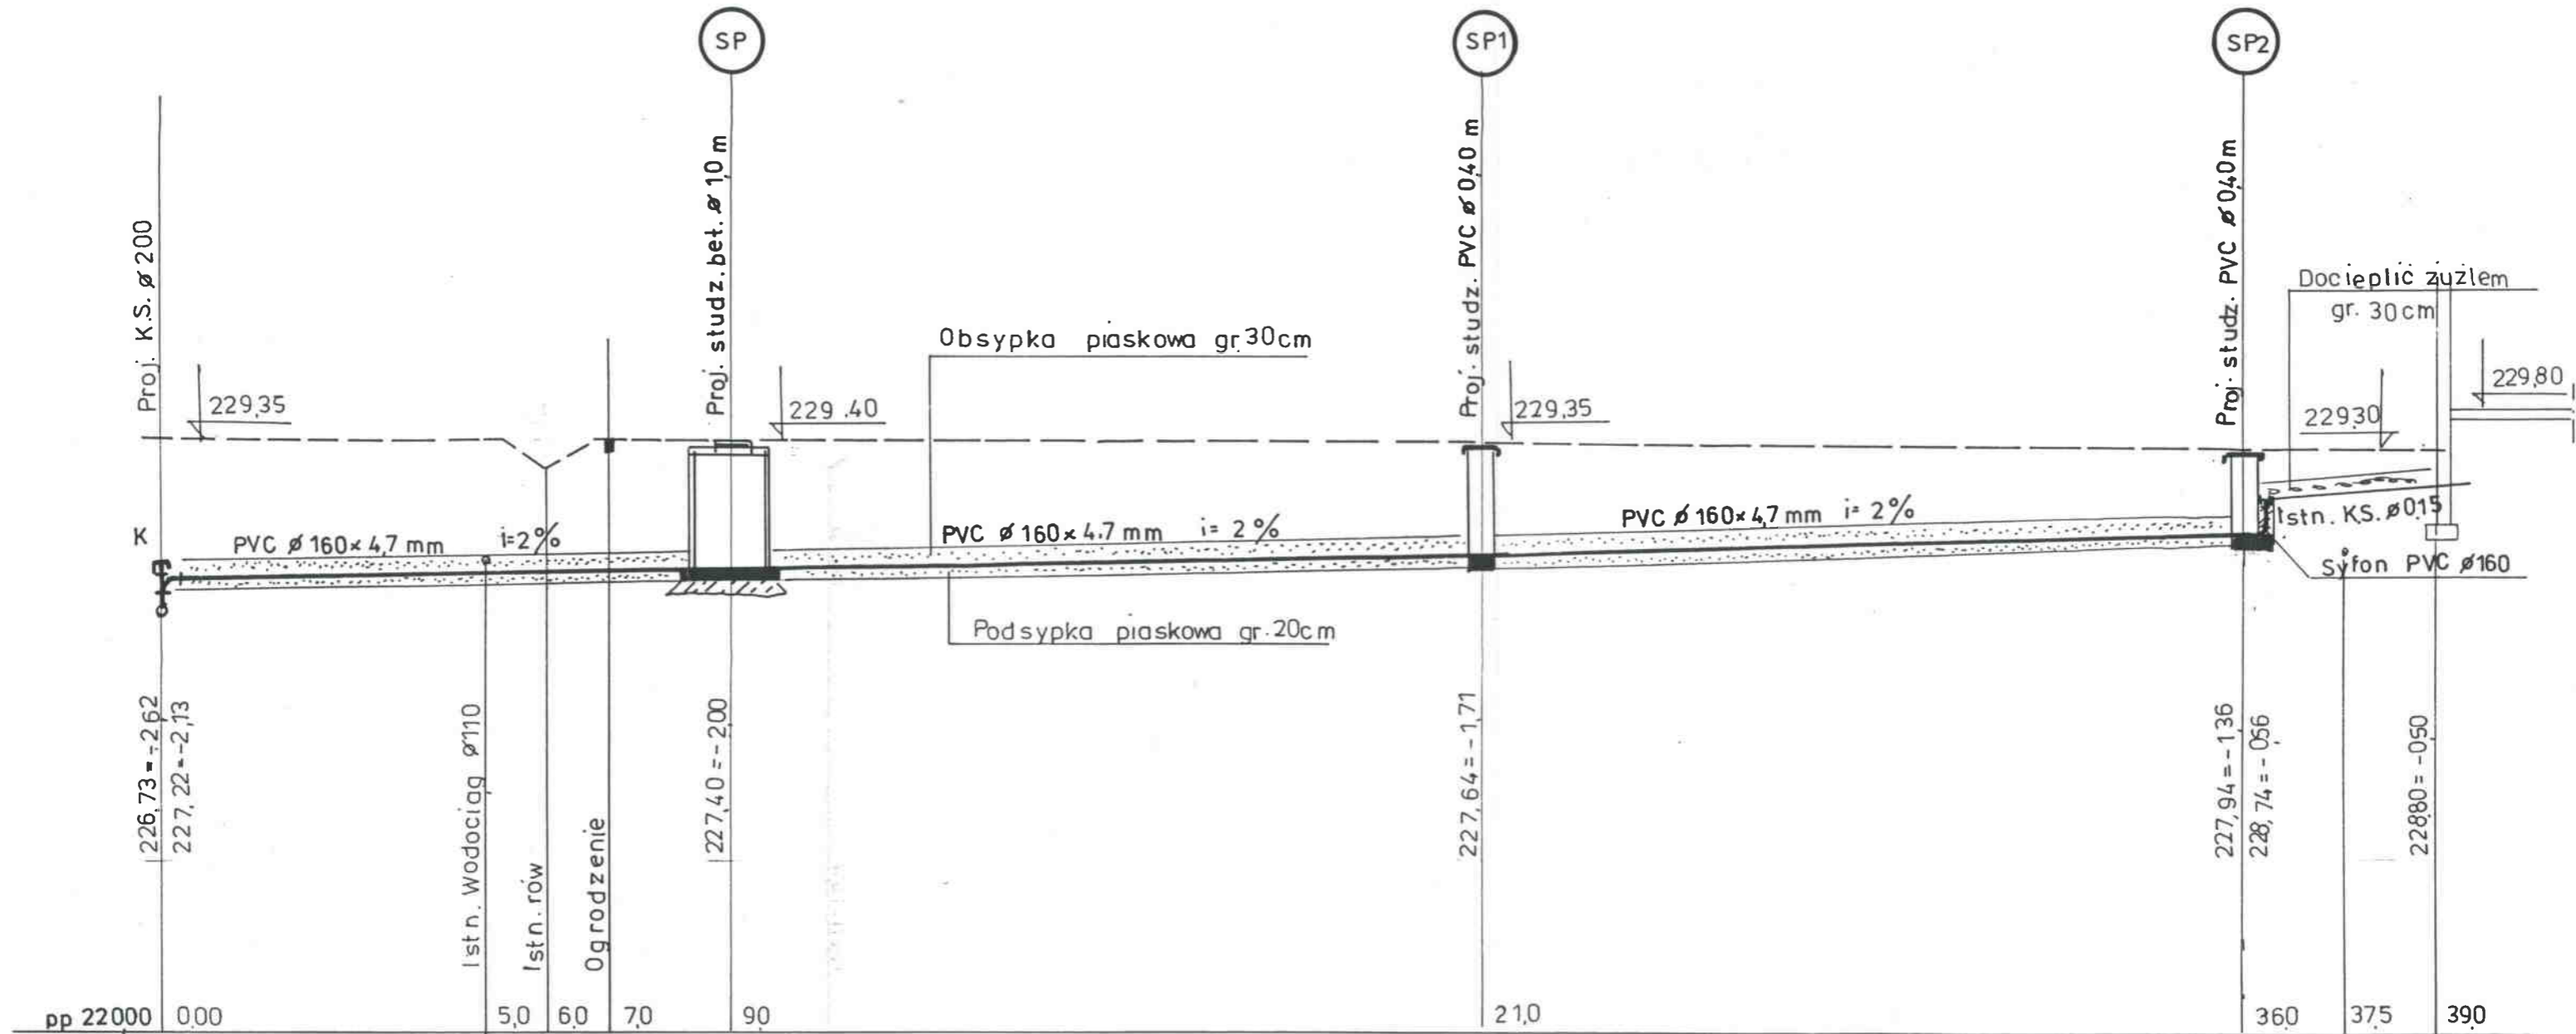 SP
SP1
SP2
Proj. K.S. ø 200
Proj. studz. bet. ø 1,0 m
Proj. studz. PVC ø 0,40 m
Proj. studz. PVC ø 0,40 m
Docieplić żużlem
gr. 30 cm
Obsypka piaskowa gr. 30cm
229,35
229.40
229,35
229,30
229,80
K
PVC ø 160 x 4,7 mm i=2%
PVC ø 160 x 4,7 mm i= 2%
PVC ø 160 x 4,7 mm i= 2%
Istn. KS. ø 0,15
Syfon PVC ø 160
Podsypka piaskowa gr. 20cm
226,73 = -2,62
227,22 = -2,13
Istn. Wodociąg ø110
Istn. rów
Ogrodzenie
227,40 = -2,00
227,64 = -1,71
227,94 = -1,36
228,74 = -0,56
228,80 = -0,50
pp 220,00 0,00 5,0 6,0 7,0 9,0 21,0 36,0 37,5 39,0